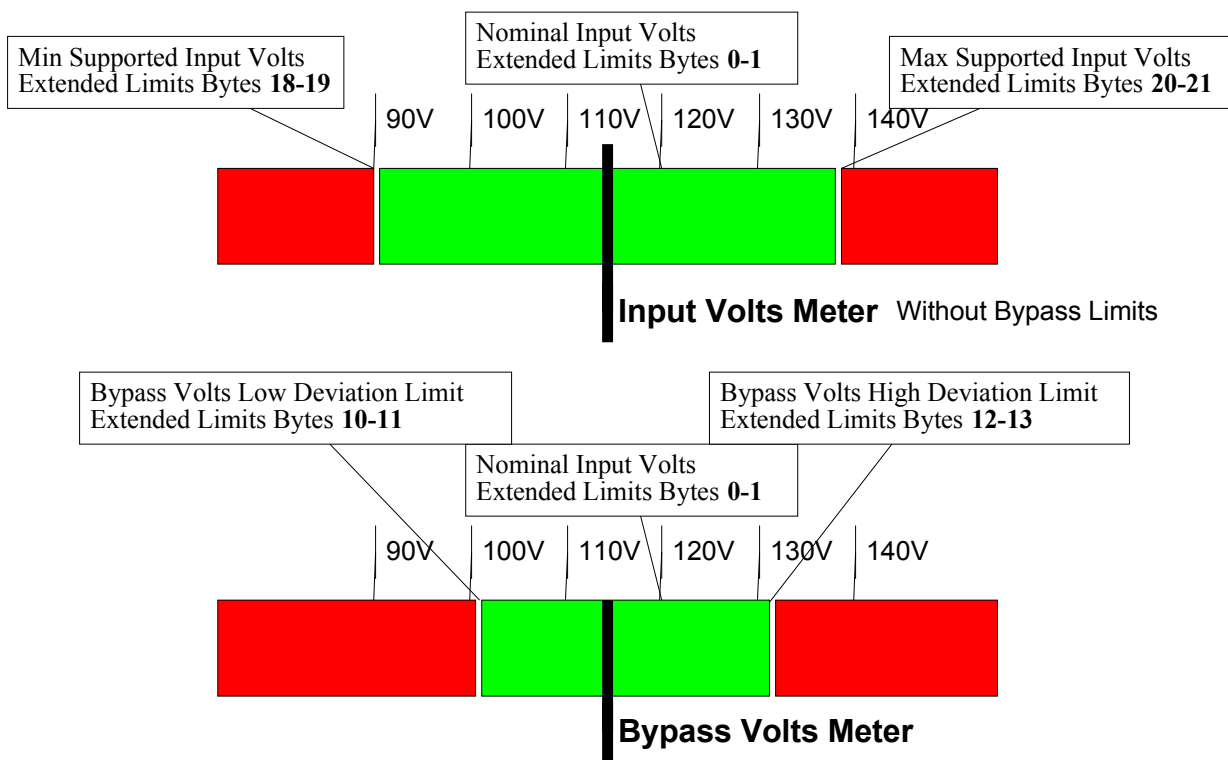 Nominal Input Volts
Extended Limits Bytes 0-1
Min Supported Input Volts
Extended Limits Bytes 18-19
Max Supported Input Volts
Extended Limits Bytes 20-21
90V 100V 110V 120V 130V 140V
Input Volts Meter Without Bypass Limits
Bypass Volts Low Deviation Limit
Extended Limits Bytes 10-11
Bypass Volts High Deviation Limit
Extended Limits Bytes 12-13
Nominal Input Volts
Extended Limits Bytes 0-1
90V 100V 110V 120V 130V 140V
Bypass Volts Meter